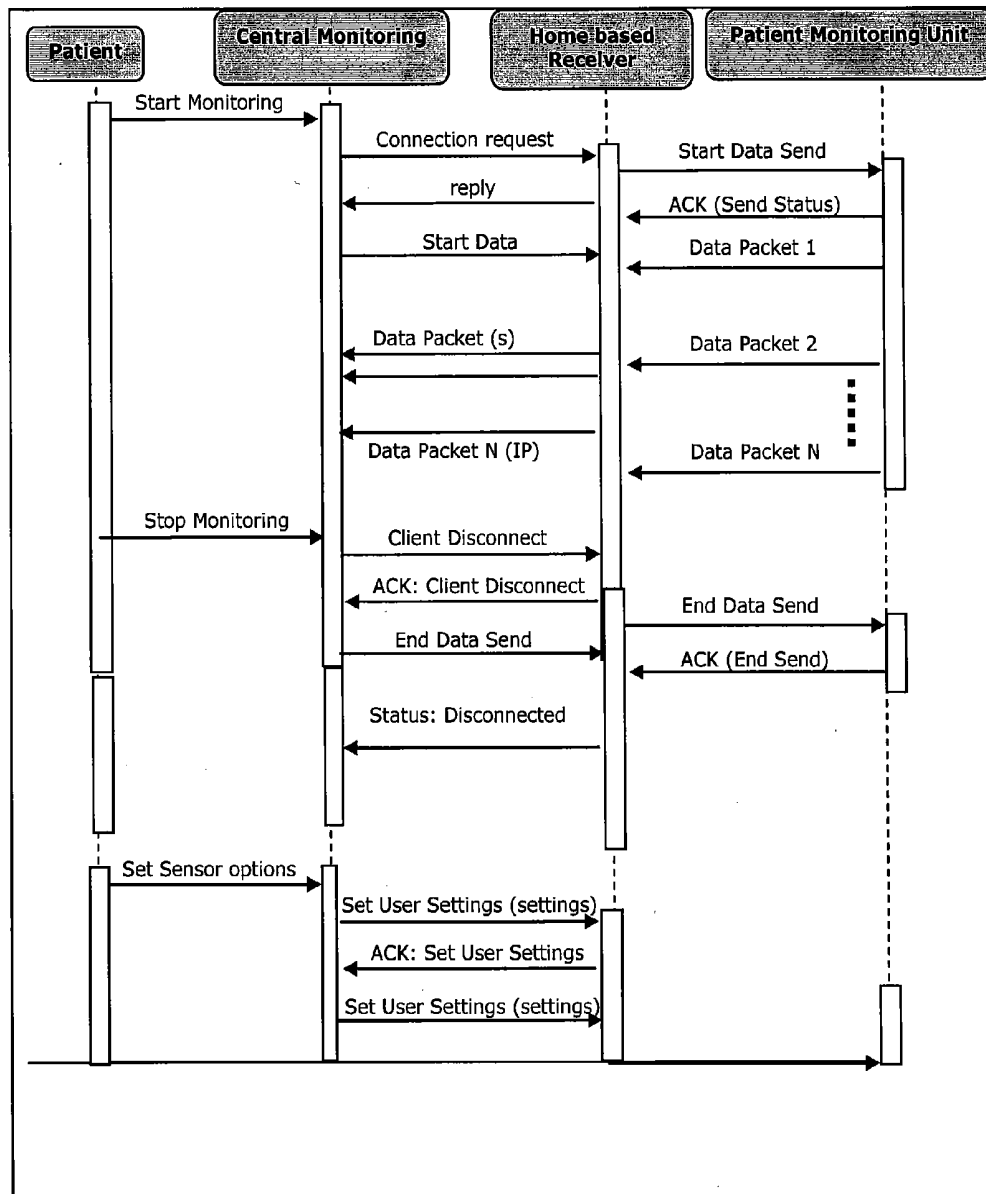 Patient
Central Monitoring
Home based
Receiver
Patient Monitoring Unit
Start Monitoring
Connection request
Start Data Send
reply
ACK (Send Status)
Start Data
Data Packet 1
Data Packet (s)
Data Packet 2
Data Packet N (IP)
Data Packet N
Stop Monitoring
Client Disconnect
ACK: Client Disconnect
End Data Send
End Data Send
ACK (End Send)
Status: Disconnected
Set Sensor options
Set User Settings (settings)
ACK: Set User Settings
Set User Settings (settings)